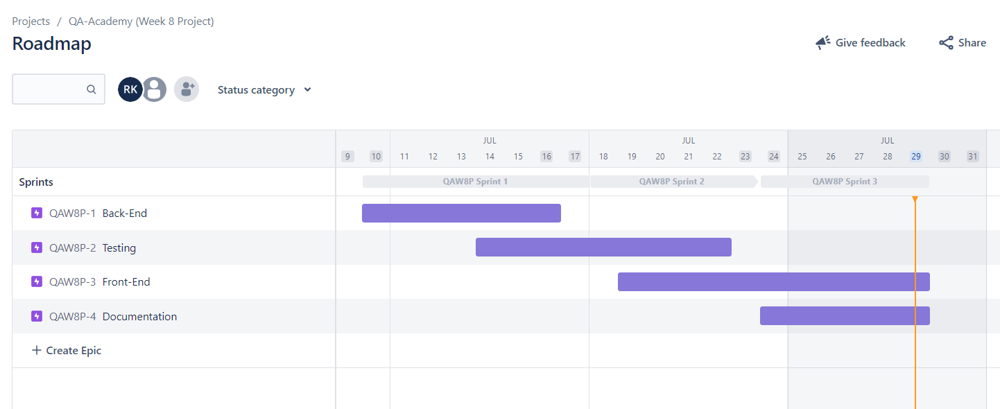 Projects / QA-Academy (Week 8 Project)
Roadmap
Give feedback
Share
RK
Status category
JUL JUL JUL
9 10 11 12 13 14 15 16 17 18 19 20 21 22 23 24 25 26 27 28 29 30 31
Sprints QAW8P Sprint 1 QAW8P Sprint 2 QAW8P Sprint 3
QAW8P-1 Back-End
QAW8P-2 Testing
QAW8P-3 Front-End
QAW8P-4 Documentation
+ Create Epic